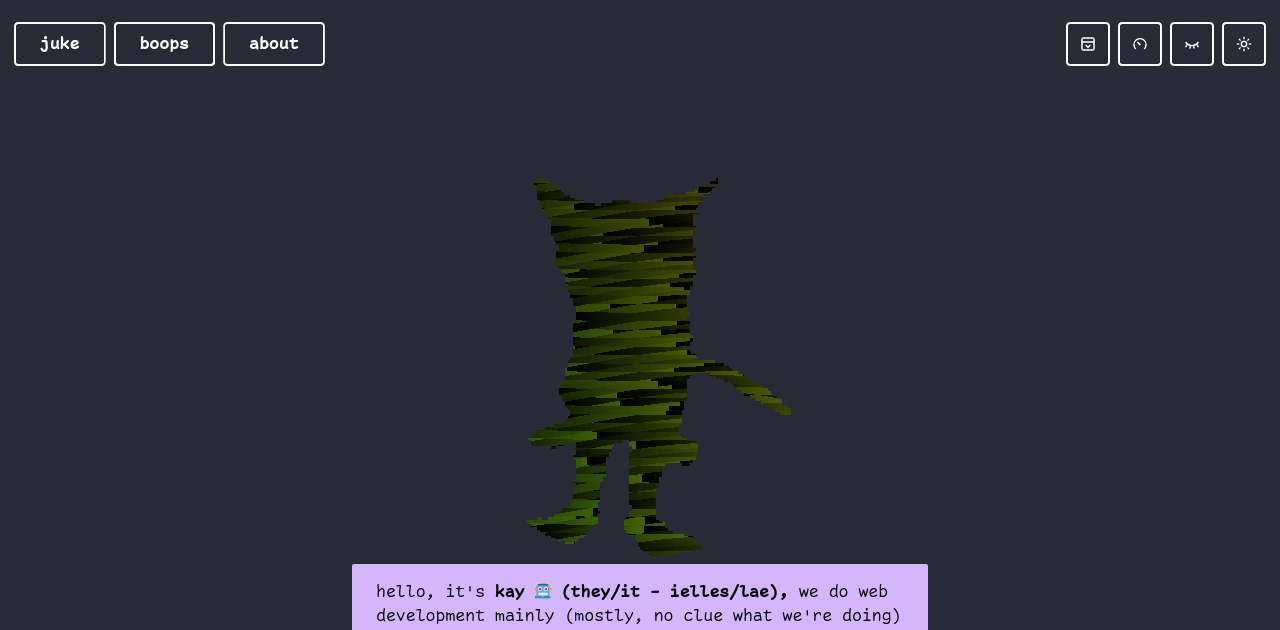 juke
boops
about
hello, it's kay 🤖 (they/it - ielles/lae), we do web
development mainly (mostly, no clue what we're doing)